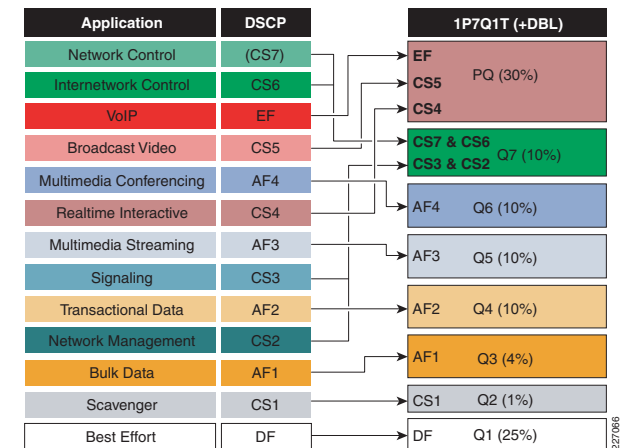 Application DSCP 1P7Q1T (+DBL)
Network Control (CS7) EF
Internetwork Control CS6 CS5 PQ (30%)
VoIP EF CS4
Broadcast Video CS5 CS7 & CS6
CS3 & CS2 Q7 (10%)
Multimedia Conferencing AF4 AF4 Q6 (10%)
Realtime Interactive CS4
Multimedia Streaming AF3 AF3 Q5 (10%)
Signaling CS3
Transactional Data AF2 AF2 Q4 (10%)
Network Management CS2
Bulk Data AF1 AF1 Q3 (4%)
Scavenger CS1 CS1 Q2 (1%)
Best Effort DF DF Q1 (25%)
227066